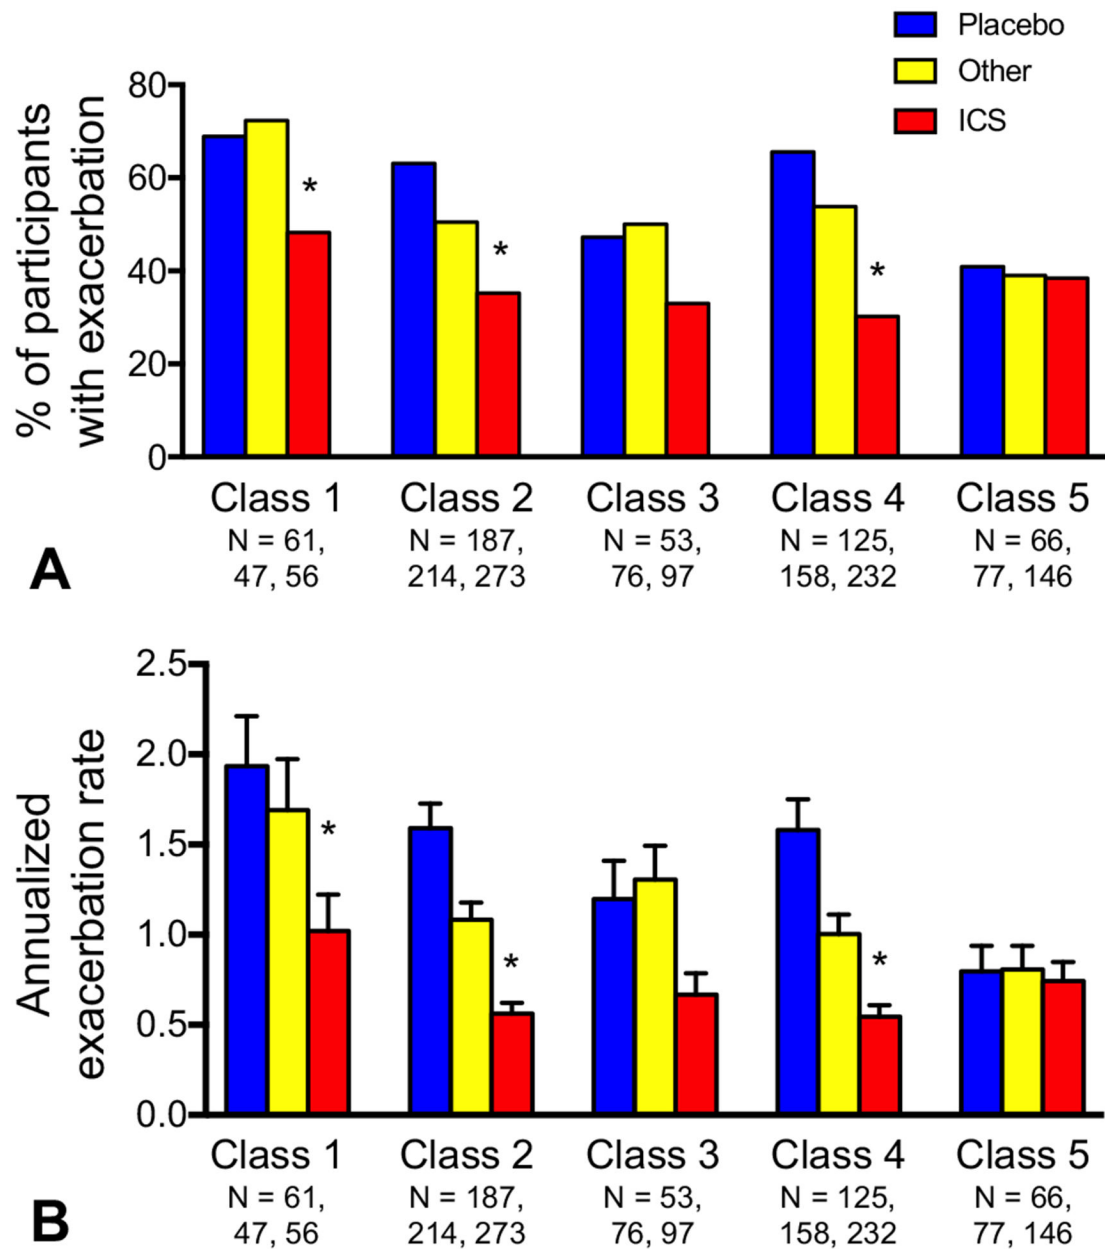 Placebo
Other
ICS
% of participants
with exacerbation
80
60
40
20
0
*
*
*
Class 1
N = 61,
47, 56
Class 2
N = 187,
214, 273
Class 3
N = 53,
76, 97
Class 4
N = 125,
158, 232
Class 5
N = 66,
77, 146
A
Annualized
exacerbation rate
2.5
2.0
1.5
1.0
0.5
0.0
*
*
*
Class 1
N = 61,
47, 56
Class 2
N = 187,
214, 273
Class 3
N = 53,
76, 97
Class 4
N = 125,
158, 232
Class 5
N = 66,
77, 146
B